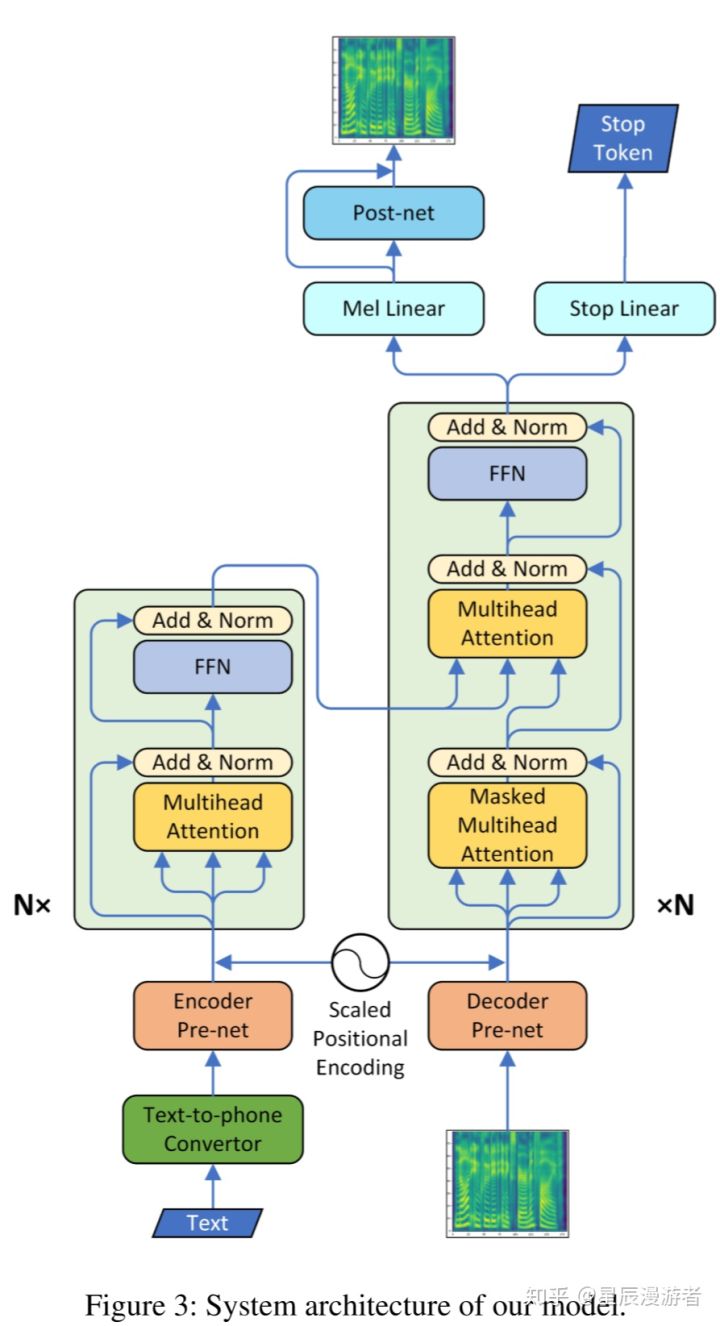 Stop
Token
Post-net
Mel Linear
Stop Linear
Add & Norm
FFN
Add & Norm
Multihead
Attention
Add & Norm
Masked
Multihead
Attention
×N
Add & Norm
FFN
Add & Norm
Multihead
Attention
N×
Scaled
Positional
Encoding
Encoder
Pre-net
Decoder
Pre-net
Text-to-phone
Convertor
Text
Figure 3: System architecture of our model.
知乎 @星辰漫游者